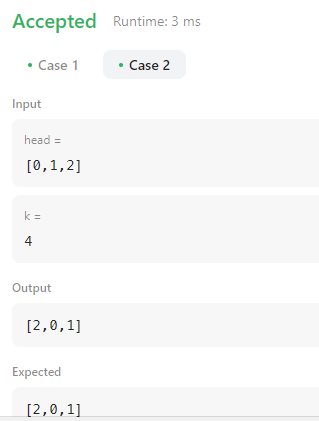 Accepted Runtime: 3 ms
• Case 1 • Case 2
Input
head =
[0,1,2]
k =
4
Output
[2,0,1]
Expected
[2,0,1]